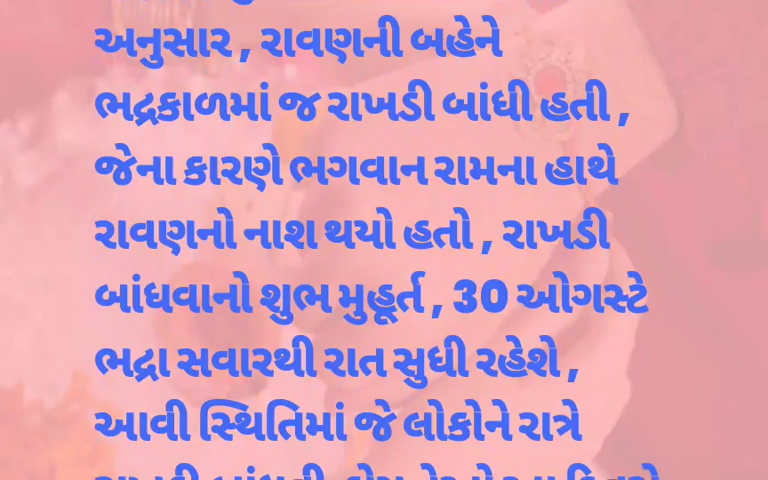 અનુસાર , રાવણની બહેને
ભદ્રકાળમાં જ રાખડી બાંધી હતી ,
જેના કારણે ભગવાન રામના હાથે
રાવણનો નાશ થયો હતો , રાખડી
બાંધવાનો શુભ મુહૂર્ત , 30 ઓગસ્ટે
ભદ્રા સવારથી રાત સુધી રહેશે ,
આવી સ્થિતિમાં જે લોકોને રાત્રે